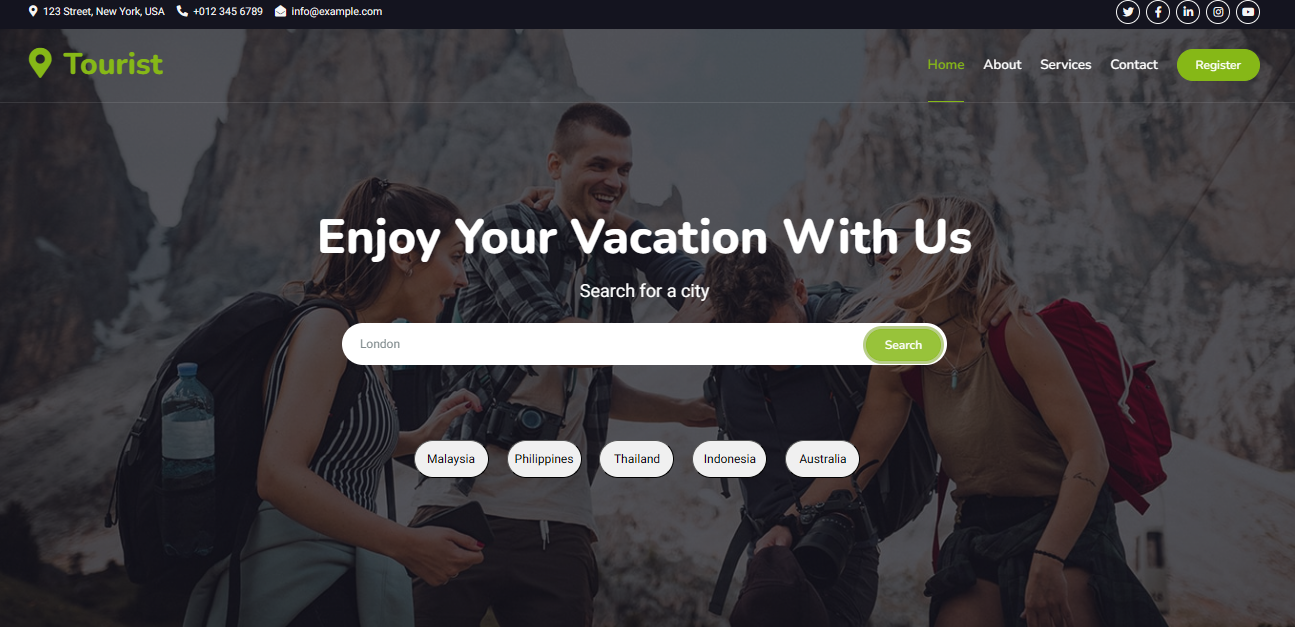 123 Street, New York, USA +012 345 6789 info@example.com
Tourist
Home About Services Contact Register
Enjoy Your Vacation With Us
Search for a city
London Search
Malaysia Philippines Thailand Indonesia Australia